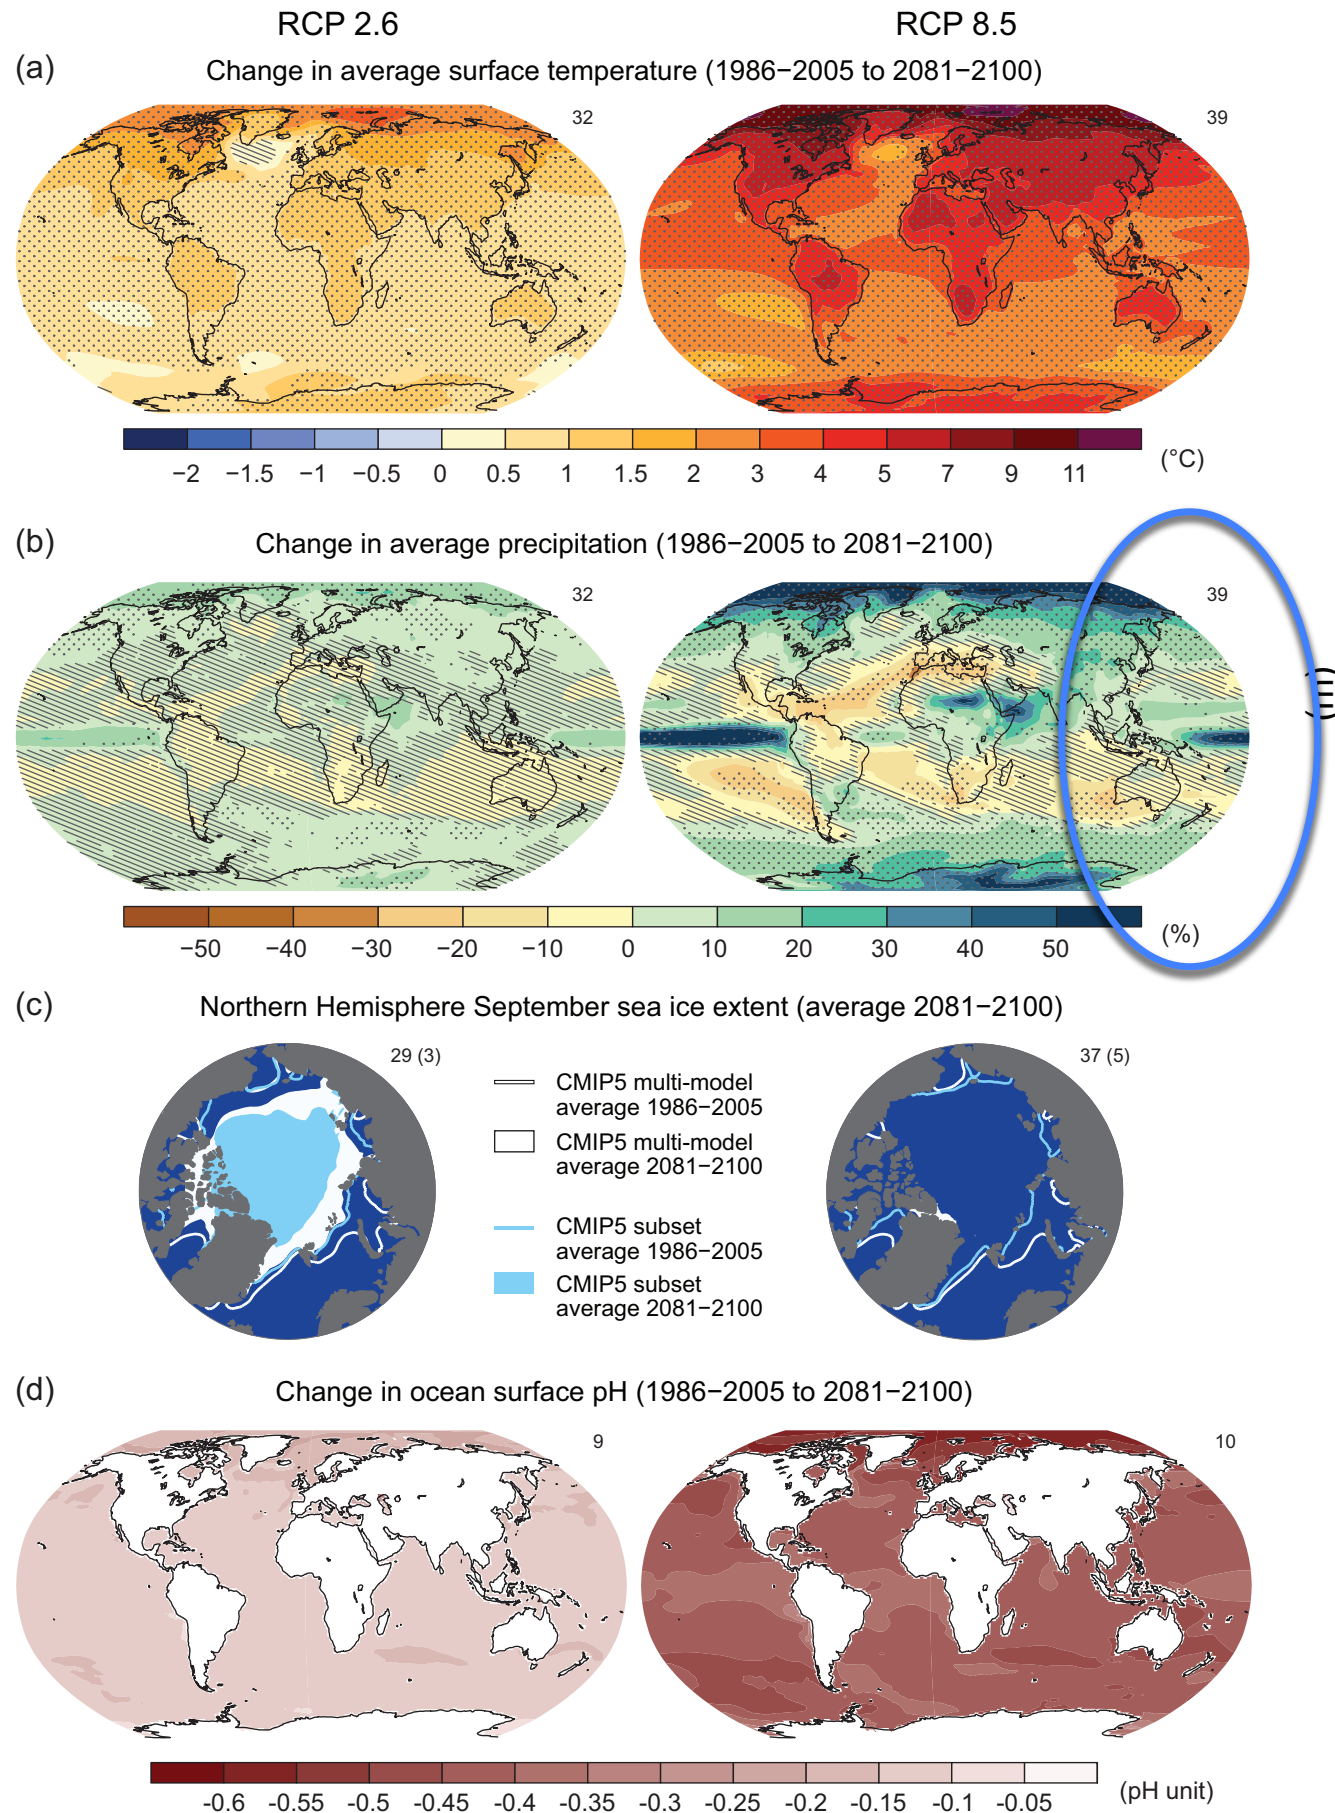 RCP 2.6
RCP 8.5
(a)
Change in average surface temperature (1986−2005 to 2081−2100)
32
39
−2 −1.5 −1 −0.5 0 0.5 1 1.5 2 3 4 5 7 9 11
(°C)
(b)
Change in average precipitation (1986−2005 to 2081−2100)
32
39
−50 −40 −30 −20 −10 0 10 20 30 40 50
(%)
(c)
Northern Hemisphere September sea ice extent (average 2081−2100)
29 (3)
CMIP5 multi-model
average 1986−2005
CMIP5 multi-model
average 2081−2100
CMIP5 subset
average 1986−2005
CMIP5 subset
average 2081−2100
37 (5)
(d)
Change in ocean surface pH (1986−2005 to 2081−2100)
9
10
-0.6 -0.55 -0.5 -0.45 -0.4 -0.35 -0.3 -0.25 -0.2 -0.15 -0.1 -0.05
(pH unit)